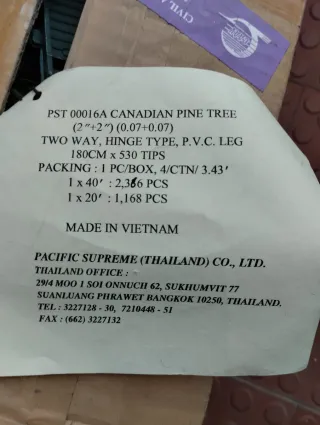 CIVIL
PST 00016A CANADIAN PINE TREE
(2"+2") (0.07+0.07)
TWO WAY, HINGE TYPE, P.V.C. LEG
180CM x 530 TIPS
PACKING : 1 PC/BOX, 4/CTN/ 3.43'
1 x 40' : 2,386 PCS
1 x 20' : 1,168 PCS
MADE IN VIETNAM
PACIFIC SUPREME (THAILAND) CO., LTD.
THAILAND OFFICE :
29/4 MOO 1 SOI ONNUCH 62, SUKHUMVIT 77
SUANLUANG PHRAWET BANGKOK 10250, THAILAND.
TEL : 3227128 - 30, 7210448 - 51
FAX : (662) 3227132